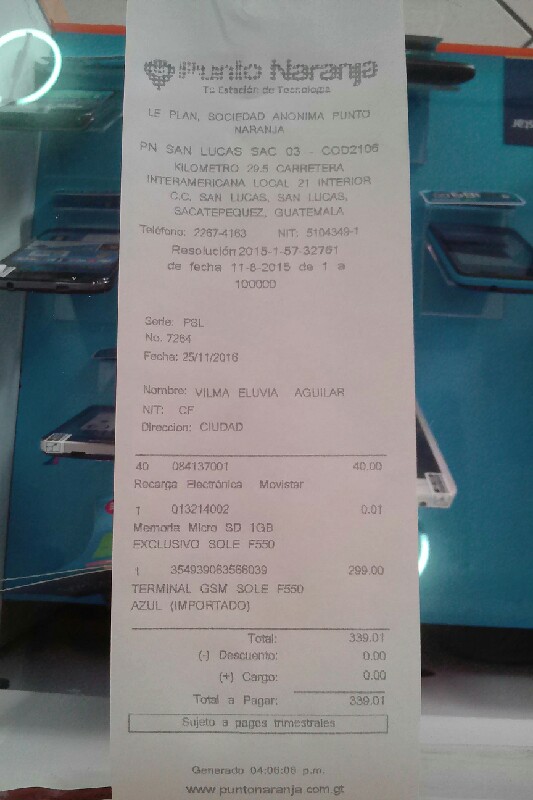 Punto Naranja
Tu Estación de Tecnología
LE PLAN, SOCIEDAD ANONIMA PUNTO
NARANJA
PN SAN LUCAS SAC 03 - COD2106
KILOMETRO 29.5 CARRETERA
INTERAMERICANA LOCAL 21 INTERIOR
C.C. SAN LUCAS, SAN LUCAS,
SACATEPEQUEZ, GUATEMALA
Teléfono: 2267-4163 NIT: 5104349-1
Resolución 2015-1-57-32761
de fecha 11-8-2015 de 1 a
100000
Serie: PSL
No. 7264
Fecha: 25/11/2016
Nombre: VILMA ELUVIA AGUILAR
NIT: CF
Direccion: CIUDAD
40 084137001 40.00
Recarga Electrónica Movistar
1 013214002 0.01
Memoria Micro SD 1GB
EXCLUSIVO SOLE F550
1 354939083568039 299.00
TERMINAL GSM SOLE F550
AZUL (IMPORTADO)
Total: 339.01
(-) Descuento: 0.00
(+) Cargo: 0.00
Total a Pagar: 339.01
Sujeto a pagos trimestrales
Generado 04:06:06 p.m.
www.puntonaranja.com.gt